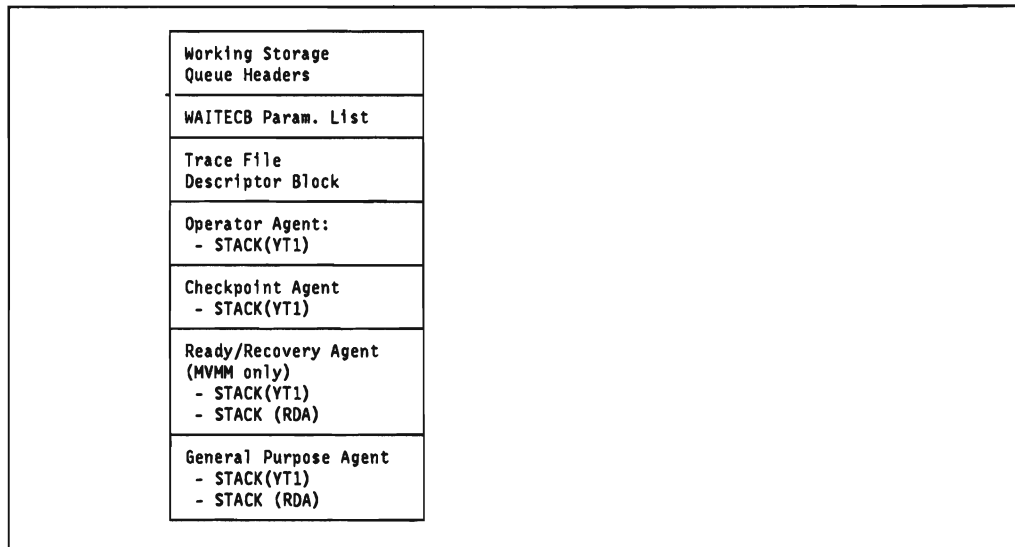 Working Storage
Queue Headers
WAITECB Param. List
Trace File
Descriptor Block
Operator Agent:
- STACK(YT1)
Checkpoint Agent
- STACK(YT1)
Ready/Recovery Agent
(MVMM only)
- STACK(YT1)
- STACK (RDA)
General Purpose Agent
- STACK(YT1)
- STACK (RDA)